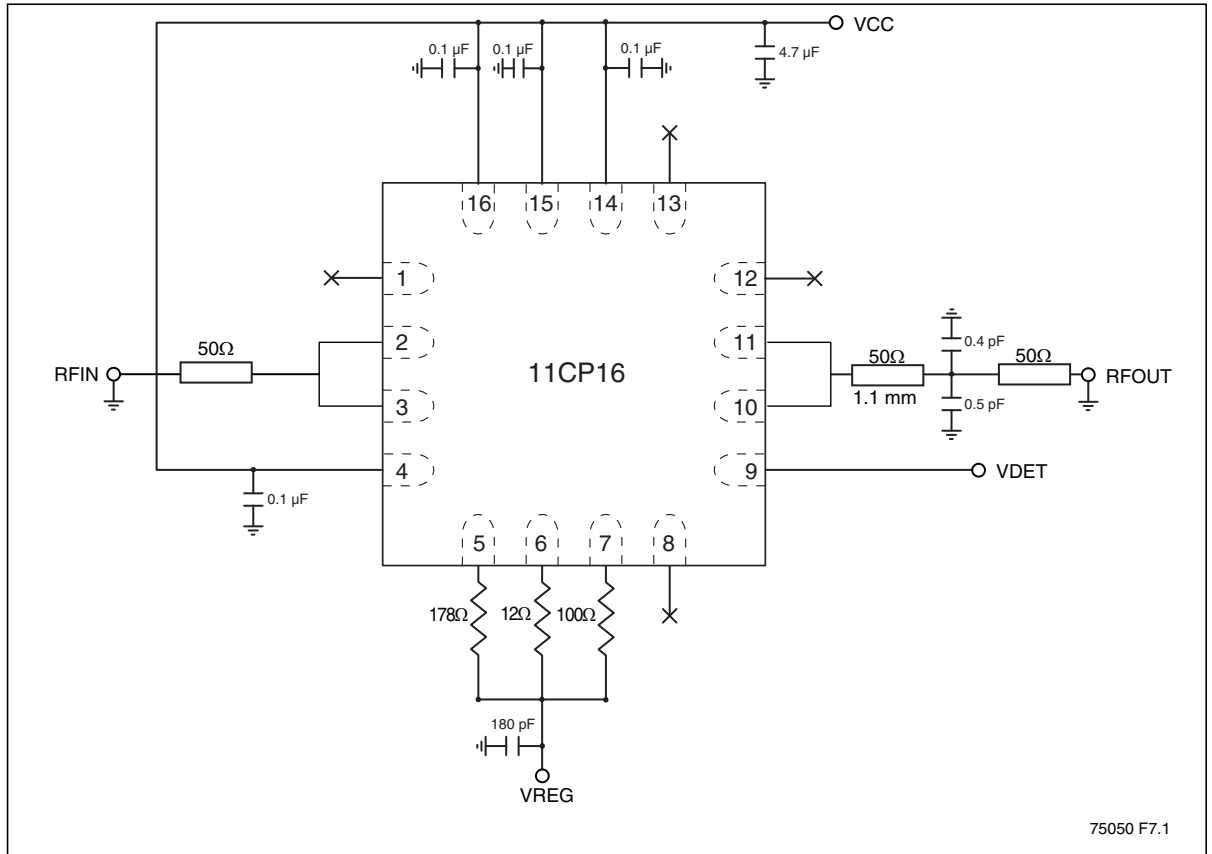 VCC
0.1 µF
0.1 µF
0.1 µF
4.7 µF
16
15
14
13
1
12
2
11
50Ω
RFIN
11CP16
50Ω
1.1 mm
0.4 pF
50Ω
RFOUT
0.5 pF
3
10
4
9
VDET
0.1 µF
5
6
7
8
178Ω
12Ω
100Ω
180 pF
VREG
75050 F7.1